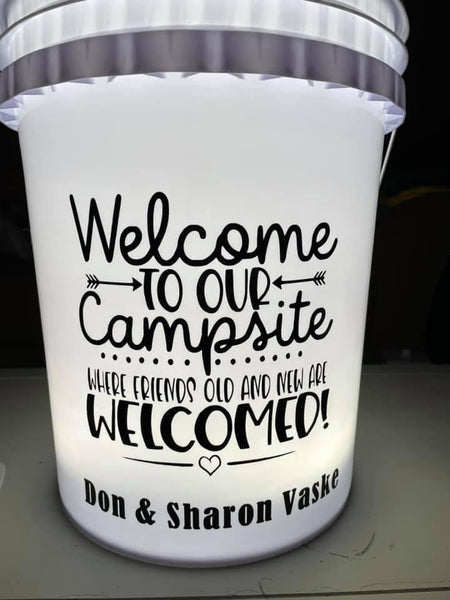 Welcome
TO OUR
Campsite
WHERE FRIENDS OLD AND NEW ARE
WELCOMED!
Don & Sharon Vaske